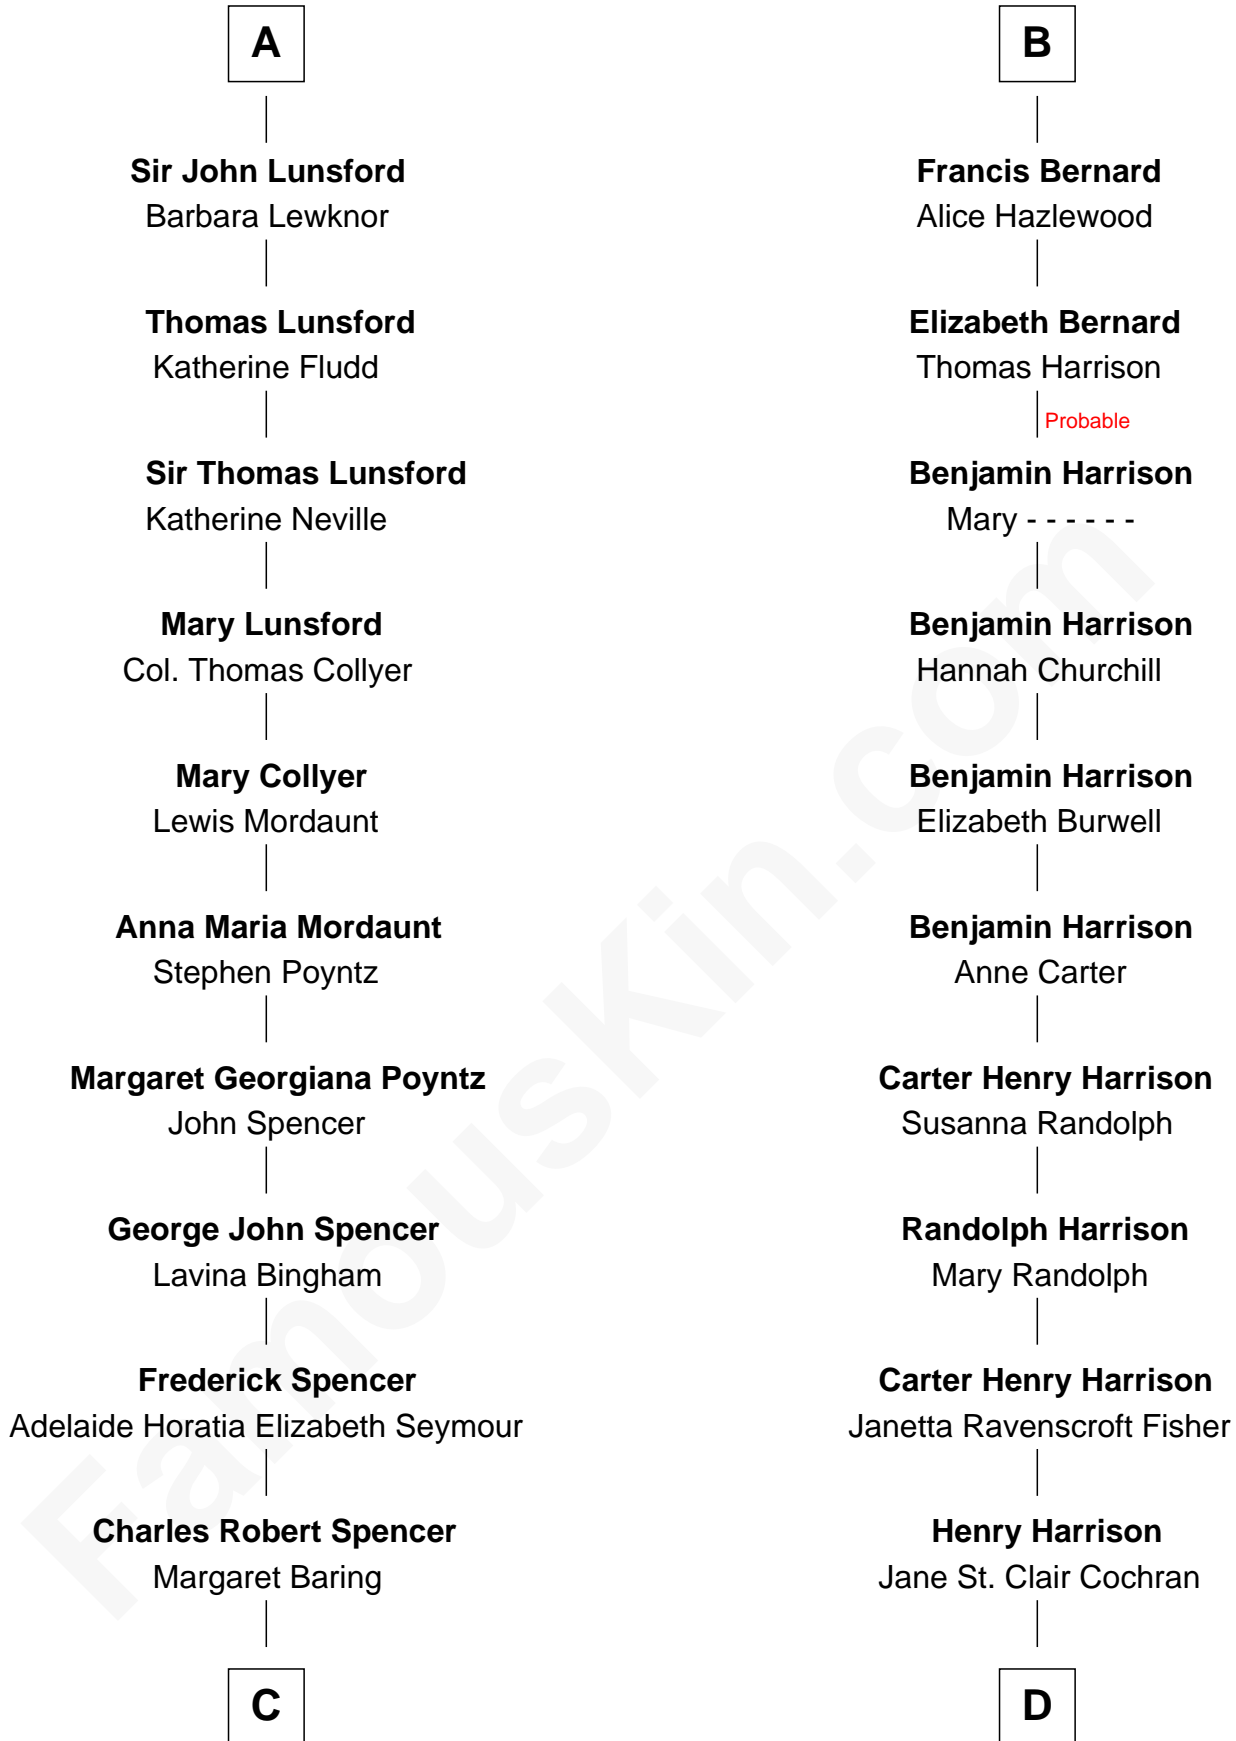 A
Sir John Lunsford
Barbara Lewknor
Thomas Lunsford
Katherine Fludd
Sir Thomas Lunsford
Katherine Neville
Mary Lunsford
Col. Thomas Collyer
Mary Collyer
Lewis Mordaunt
Anna Maria Mordaunt
Stephen Poyntz
Margaret Georgiana Poyntz
John Spencer
George John Spencer
Lavina Bingham
Frederick Spencer
Adelaide Horatia Elizabeth Seymour
Charles Robert Spencer
Margaret Baring
C
B
Francis Bernard
Alice Hazlewood
Elizabeth Bernard
Thomas Harrison
Probable
Benjamin Harrison
Mary - - - - - -
Benjamin Harrison
Hannah Churchill
Benjamin Harrison
Elizabeth Burwell
Benjamin Harrison
Anne Carter
Carter Henry Harrison
Susanna Randolph
Randolph Harrison
Mary Randolph
Carter Henry Harrison
Janetta Ravenscroft Fisher
Henry Harrison
Jane St. Clair Cochran
D
FamousKin.com